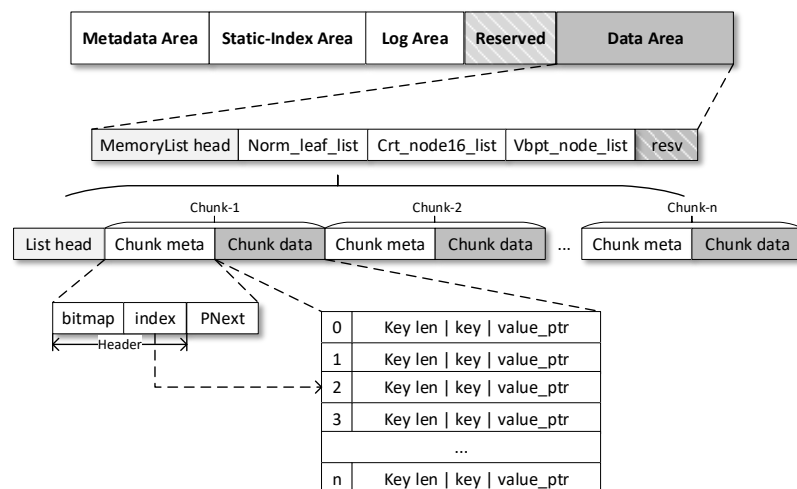 Metadata Area Static-Index Area Log Area Reserved Data Area
MemoryList head Norm_leaf_list Crt_node16_list Vbpt_node_list resv
Chunk-1 Chunk-2 Chunk-n
List head Chunk meta Chunk data Chunk meta Chunk data ... Chunk meta Chunk data
bitmap index PNext
Header
0 Key len | key | value_ptr
1 Key len | key | value_ptr
2 Key len | key | value_ptr
3 Key len | key | value_ptr
...
n Key len | key | value_ptr